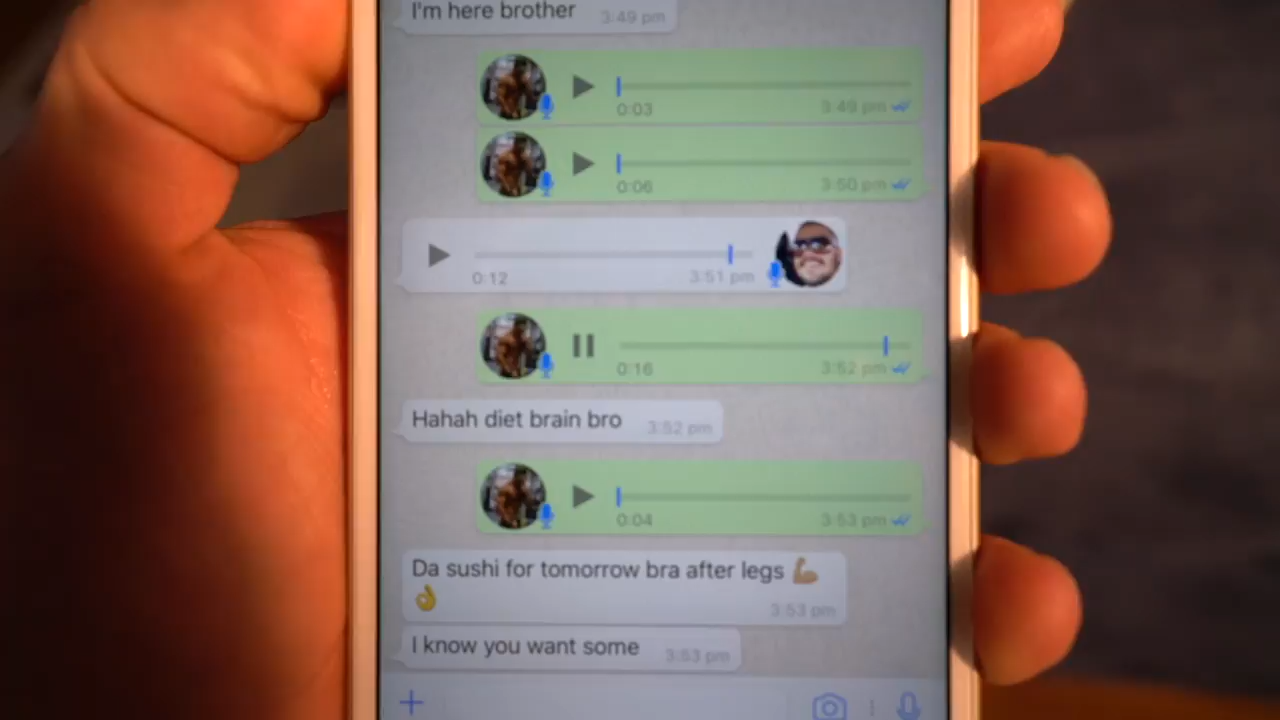 I'm here brother 3:49 pm
0:03 3:49 pm
0:06 3:50 pm
0:12 3:51 pm
0:16 3:52 pm
Hahah diet brain bro 3:52 pm
0:04 3:53 pm
Da sushi for tomorrow bra after legs 💪
👌 3:53 pm
I know you want some 3:53 pm